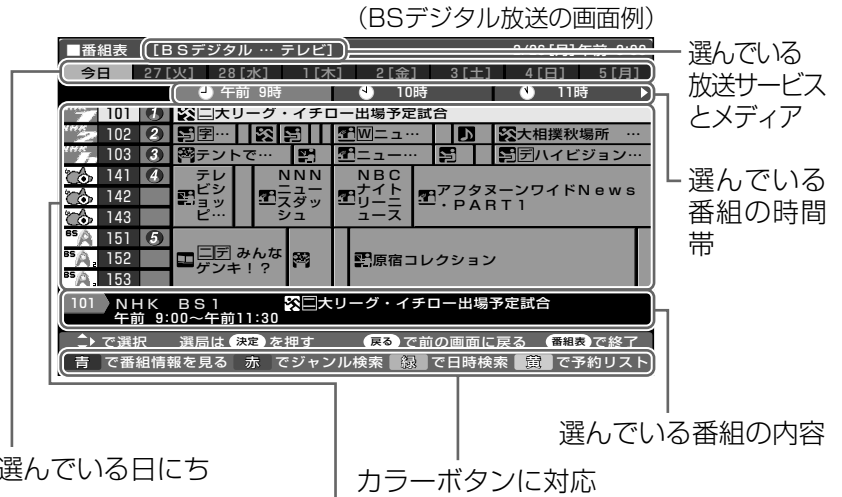 (BSデジタル放送の画面例)
■番組表 [BSデジタル … テレビ]
選んでいる
放送サービス
とメディア
今日 27[火] 28[水] 1[木] 2[金] 3[土] 4[日] 5[月]
午前 9時 10時 11時
101 1 二大リーグ・イチロー出場予定試合
102 2 字… W ニュ… 大相撲秋場所 …
103 3 テントで… ニュー… デハイビジョン…
141 4 テレビショッピ… NNNニュースダッシュ NBCナイトリーニュース アフタヌーンワイドNews・PART1
142
143
151 5
152 二デ みんなゲンキ!? 原宿コレクション
153
選んでいる
番組の時間
帯
101 NHK BS1 二大リーグ・イチロー出場予定試合
午前 9:00~午前11:30
で選択 選局は 決定 を押す 戻る で前の画面に戻る 番組表 で終了
青 で番組情報を見る 赤 でジャンル検索 緑 で日時検索 黄 で予約リスト
選んでいる番組の内容
選んでいる日にち
カラーボタンに対応